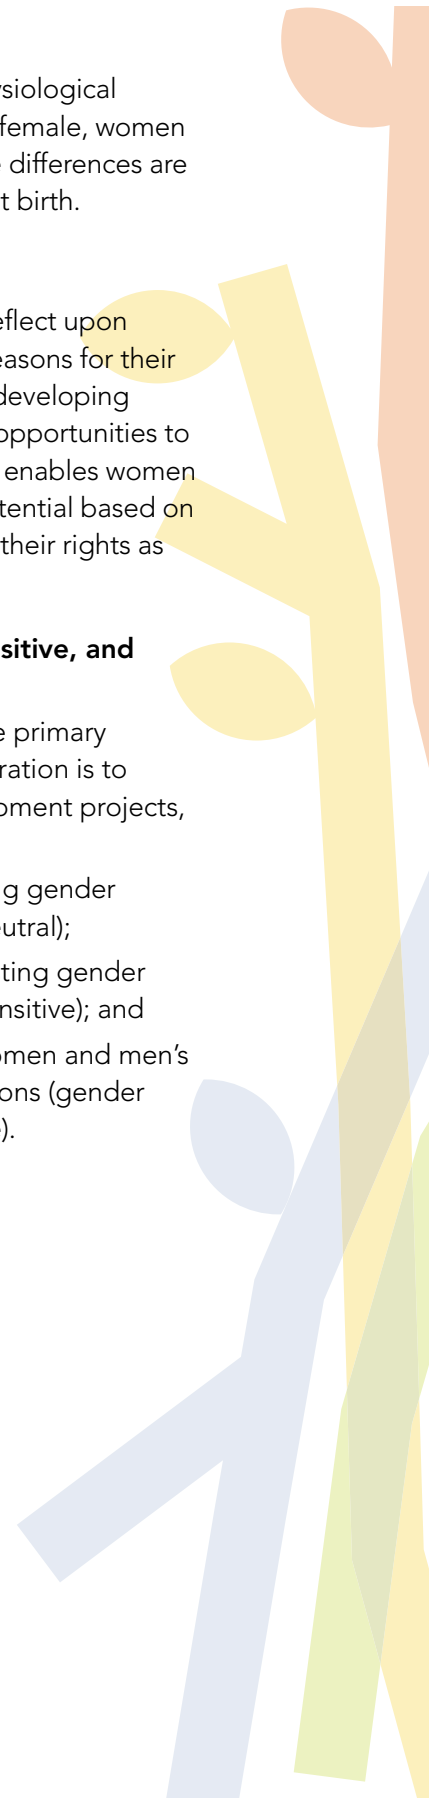 ysiological
female, women
e differences are
t birth.
eflect upon
easons for their
developing
opportunities to
enables women
tential based on
their rights as
sitive, and
e primary
ration is to
pment projects,
ng gender
utral);
ting gender
nsitive); and
omen and men's
ons (gender
).